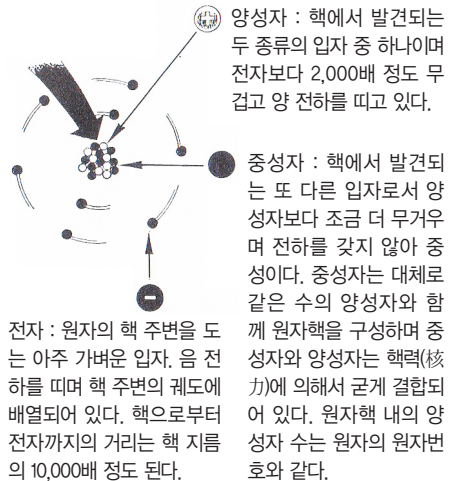 양성자 : 핵에서 발견되는
두 종류의 입자 중 하나이며
전자보다 2,000배 정도 무
겁고 양 전하를 띠고 있다.
중성자 : 핵에서 발견되
는 또 다른 입자로서 양
성자보다 조금 더 무거우
며 전하를 갖지 않아 중
성이다. 중성자는 대체로
같은 수의 양성자와 함
께 원자핵을 구성하며 중
성자와 양성자는 핵력(核
力)에 의해서 굳게 결합되
어 있다. 원자핵 내의 양
성자 수는 원자의 원자번
호와 같다.
전자 : 원자의 핵 주변을 도
는 아주 가벼운 입자. 음 전
하를 띠며 핵 주변의 궤도에
배열되어 있다. 핵으로부터
전자까지의 거리는 핵 지름
의 10,000배 정도 된다.